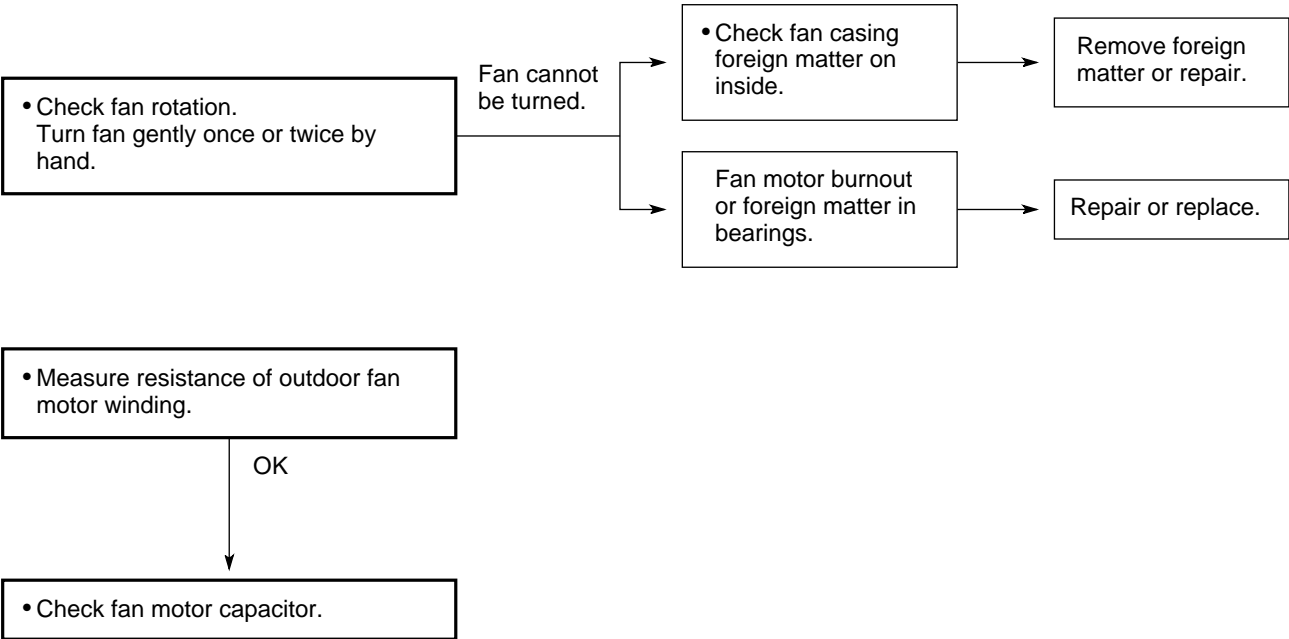 • Check fan rotation.
Turn fan gently once or twice by
hand.
Fan cannot
be turned.
• Check fan casing
foreign matter on
inside.
Remove foreign
matter or repair.
Fan motor burnout
or foreign matter in
bearings.
Repair or replace.
• Measure resistance of outdoor fan
motor winding.
OK
• Check fan motor capacitor.